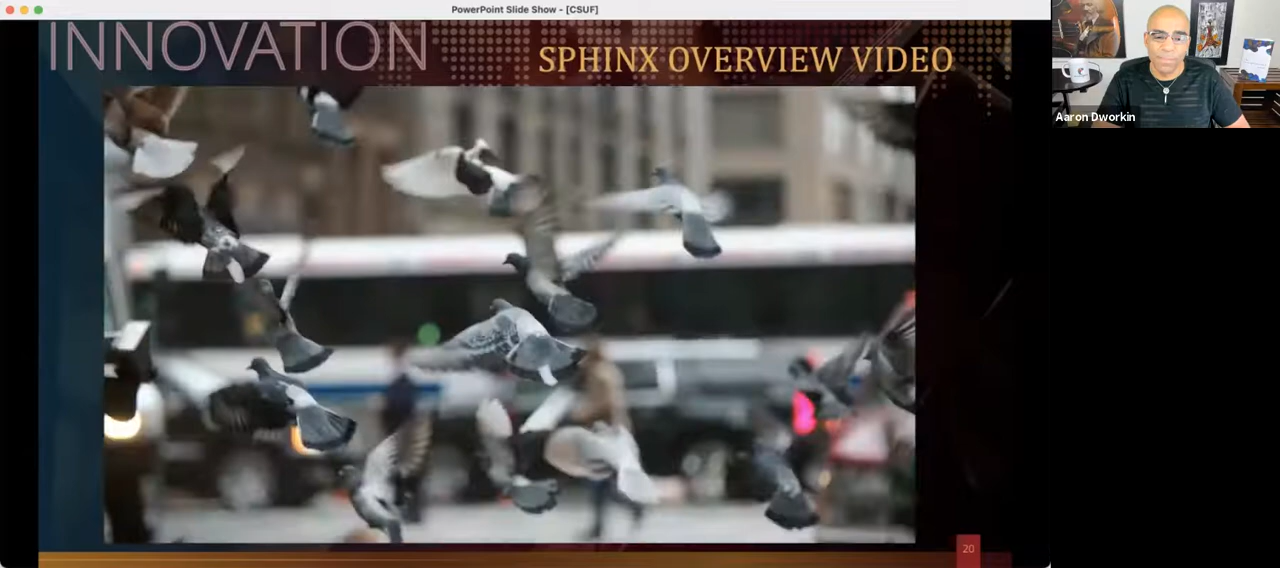 PowerPoint Slide Show - [CSUF]
INNOVATION
SPHINX OVERVIEW VIDEO
Aaron Dworkin
20